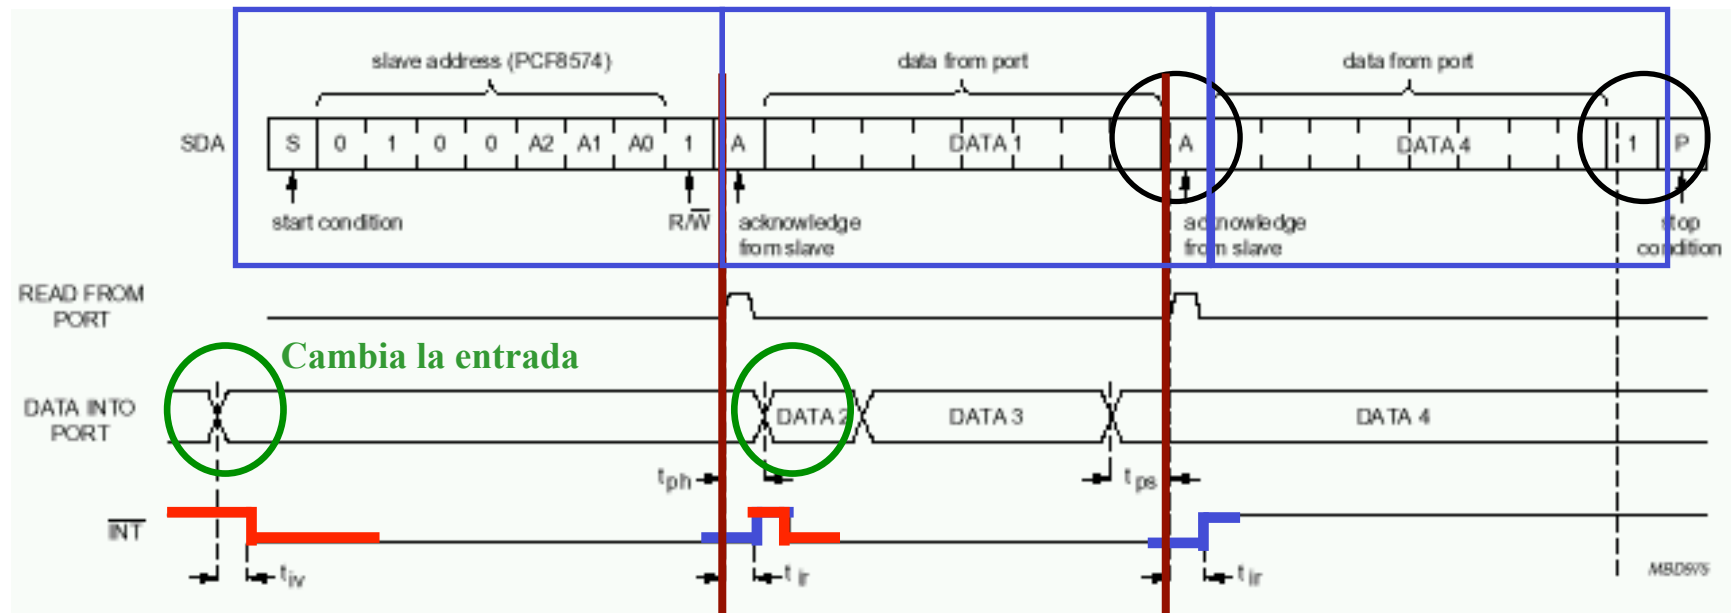 slave address (PCF8574)
data from port
data from port
SDA
S 0 1 0 0 A2 A1 A0 1 A DATA 1 A DATA 4 1 P
start condition
R/W̅
acknowledge
from slave
acknowledge
from slave
stop
condition
READ FROM
PORT
Cambia la entrada
DATA INTO
PORT
DATA 2 DATA 3 DATA 4
tph
tps
I̅N̅T̅
tiv
tir
tir
MBD975